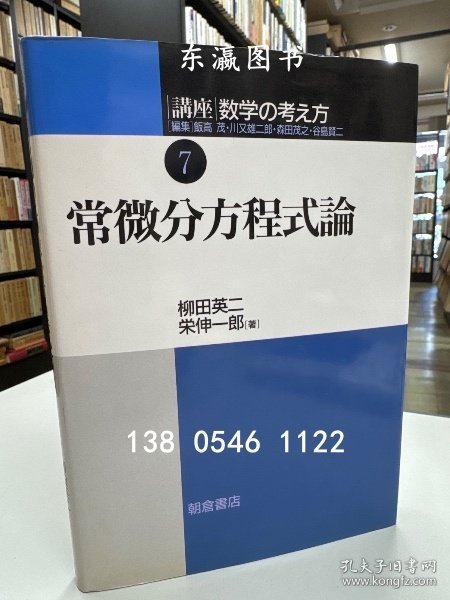 东瀛图书
講座 数学の考え方
編集 飯高 茂・川又雄二郎・森田茂之・谷島賢二
7
常微分方程式論
柳田英二
栄伸一郎[著]
138 0546 1122
朝倉書店
孔夫子旧书网
www.kongfz.com